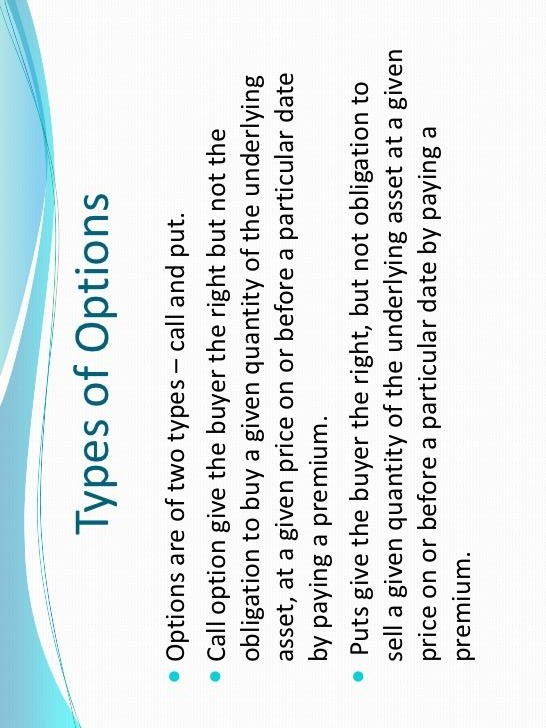 Types of Options
• Options are of two types – call and put.
• Call option give the buyer the right but not the
obligation to buy a given quantity of the underlying
asset, at a given price on or before a particular date
by paying a premium.
• Puts give the buyer the right, but not obligation to
sell a given quantity of the underlying asset at a given
price on or before a particular date by paying a
premium.